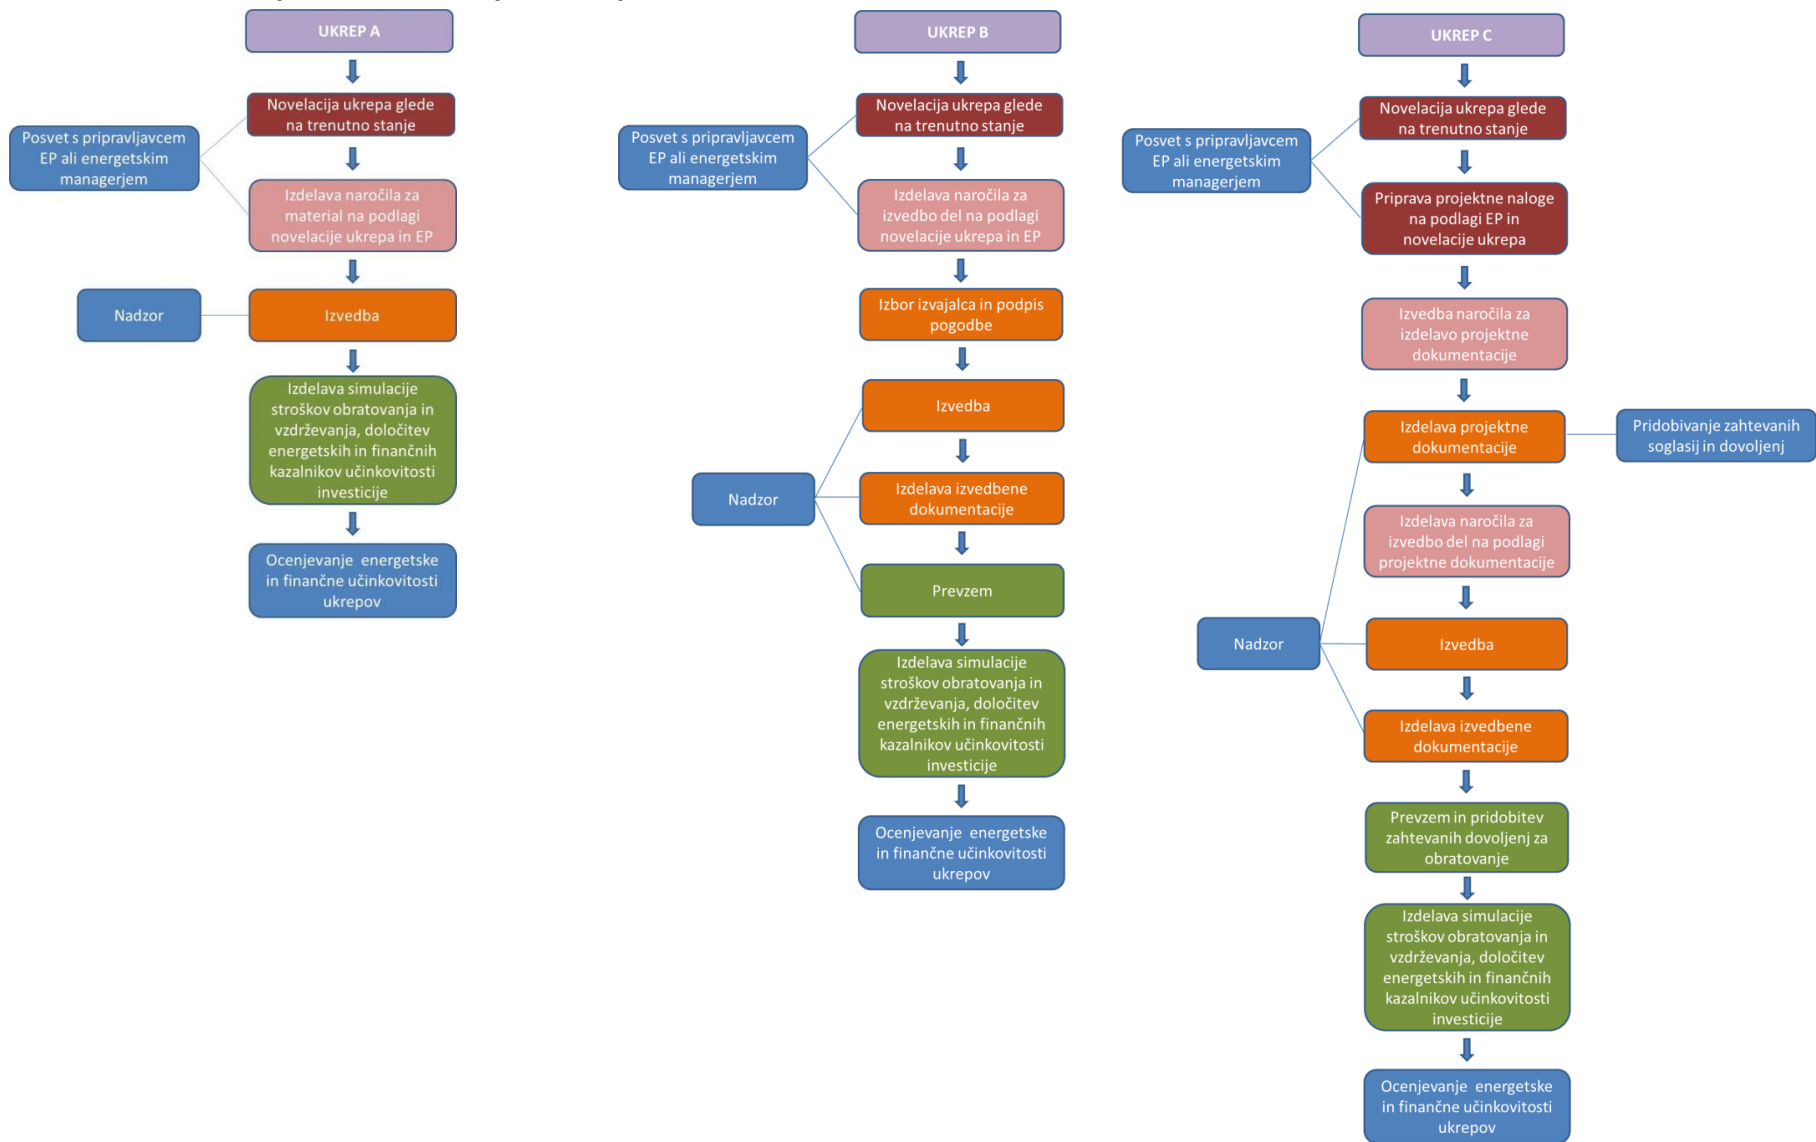 UKREP A
Novelacija ukrepa glede
na trenutno stanje
Posvet s pripravljavcem
EP ali energetskim
managerjem
Izdelava naročila za
material na podlagi
novelacije ukrepa in EP
Nadzor
Izvedba
Izdelava simulacije
stroškov obratovanja in
vzdrževanja, določitev
energetskih in finančnih
kazalnikov učinkovitosti
investicije
Ocenjevanje energetske
in finančne učinkovitosti
ukrepov
UKREP B
Novelacija ukrepa glede
na trenutno stanje
Posvet s pripravljavcem
EP ali energetskim
managerjem
Izdelava naročila za
izvedbo del na podlagi
novelacije ukrepa in EP
Izbor izvajalca in podpis
pogodbe
Izvedba
Nadzor
Izdelava izvedbene
dokumentacije
Prevzem
Izdelava simulacije
stroškov obratovanja in
vzdrževanja, določitev
energetskih in finančnih
kazalnikov učinkovitosti
investicije
Ocenjevanje energetske
in finančne učinkovitosti
ukrepov
UKREP C
Novelacija ukrepa glede
na trenutno stanje
Posvet s pripravljavcem
EP ali energetskim
managerjem
Priprava projektne naloge
na podlagi EP in
novelacije ukrepa
Izvedba naročila za
izdelavo projektne
dokumentacije
Izdelava projektne
dokumentacije
Pridobivanje zahtevanih
soglasij in dovoljenj
Izdelava naročila za
izvedbo del na podlagi
projektne dokumentacije
Nadzor
Izvedba
Izdelava izvedbene
dokumentacije
Prevzem in pridobitev
zahtevanih dovoljenj za
obratovanje
Izdelava simulacije
stroškov obratovanja in
vzdrževanja, določitev
energetskih in finančnih
kazalnikov učinkovitosti
investicije
Ocenjevanje energetske
in finančne učinkovitosti
ukrepov